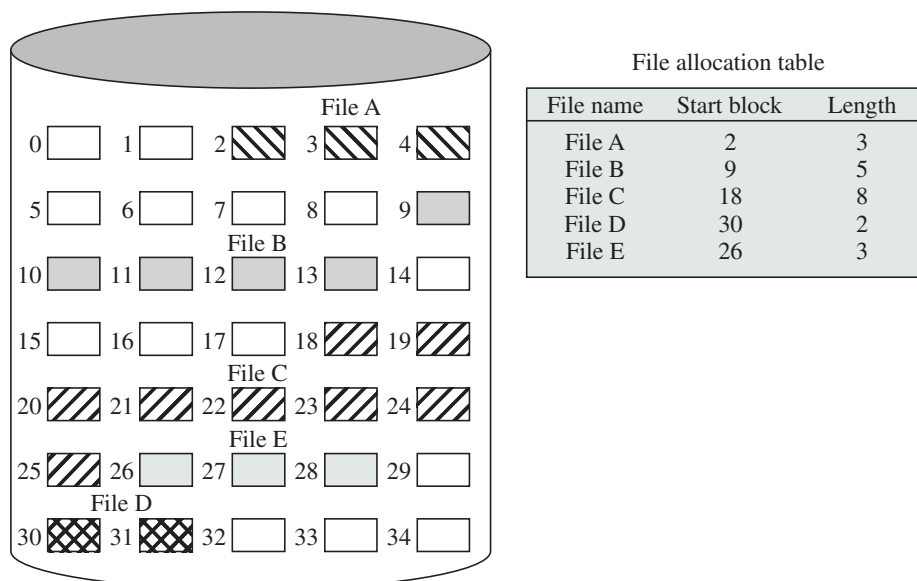 File A
0 1 2 3 4
5 6 7 8 9
File B
10 11 12 13 14
15 16 17 18 19
File C
20 21 22 23 24
File E
25 26 27 28 29
File D
30 31 32 33 34
File allocation table
File name Start block Length
File A 2 3
File B 9 5
File C 18 8
File D 30 2
File E 26 3